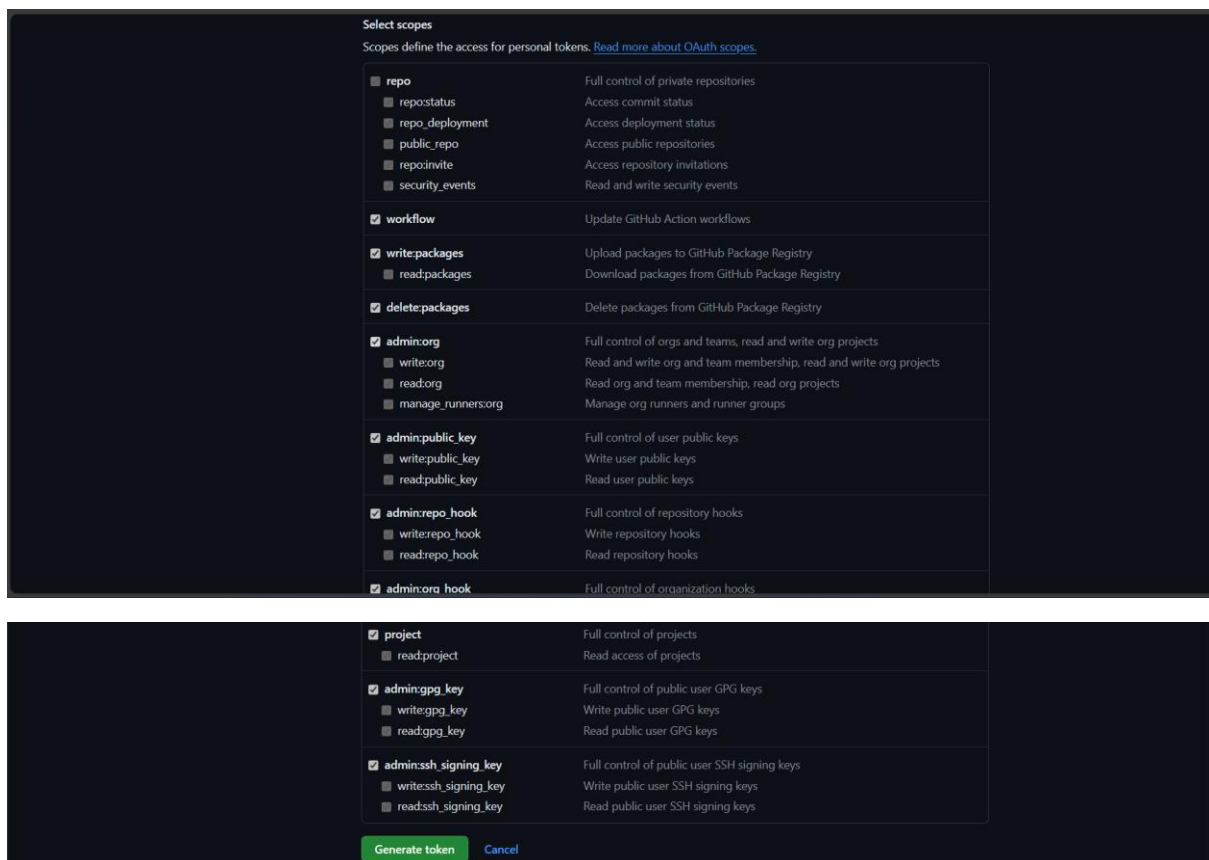 Select scopes
Scopes define the access for personal tokens. Read more about OAuth scopes.
repo Full control of private repositories
repo:status Access commit status
repo_deployment Access deployment status
public_repo Access public repositories
repo:invite Access repository invitations
security_events Read and write security events
workflow Update GitHub Action workflows
write:packages Upload packages to GitHub Package Registry
read:packages Download packages from GitHub Package Registry
delete:packages Delete packages from GitHub Package Registry
admin:org Full control of orgs and teams, read and write org projects
write:org Read and write org and team membership, read and write org projects
read:org Read org and team membership, read org projects
manage_runners:org Manage org runners and runner groups
admin:public_key Full control of user public keys
write:public_key Write user public keys
read:public_key Read user public keys
admin:repo_hook Full control of repository hooks
write:repo_hook Write repository hooks
read:repo_hook Read repository hooks
admin:org_hook Full control of organization hooks
project Full control of projects
read:project Read access of projects
admin:gpg_key Full control of public user GPG keys
write:gpg_key Write public user GPG keys
read:gpg_key Read public user GPG keys
admin:ssh_signing_key Full control of public user SSH signing keys
write:ssh_signing_key Write public user SSH signing keys
read:ssh_signing_key Read public user SSH signing keys
Generate token Cancel